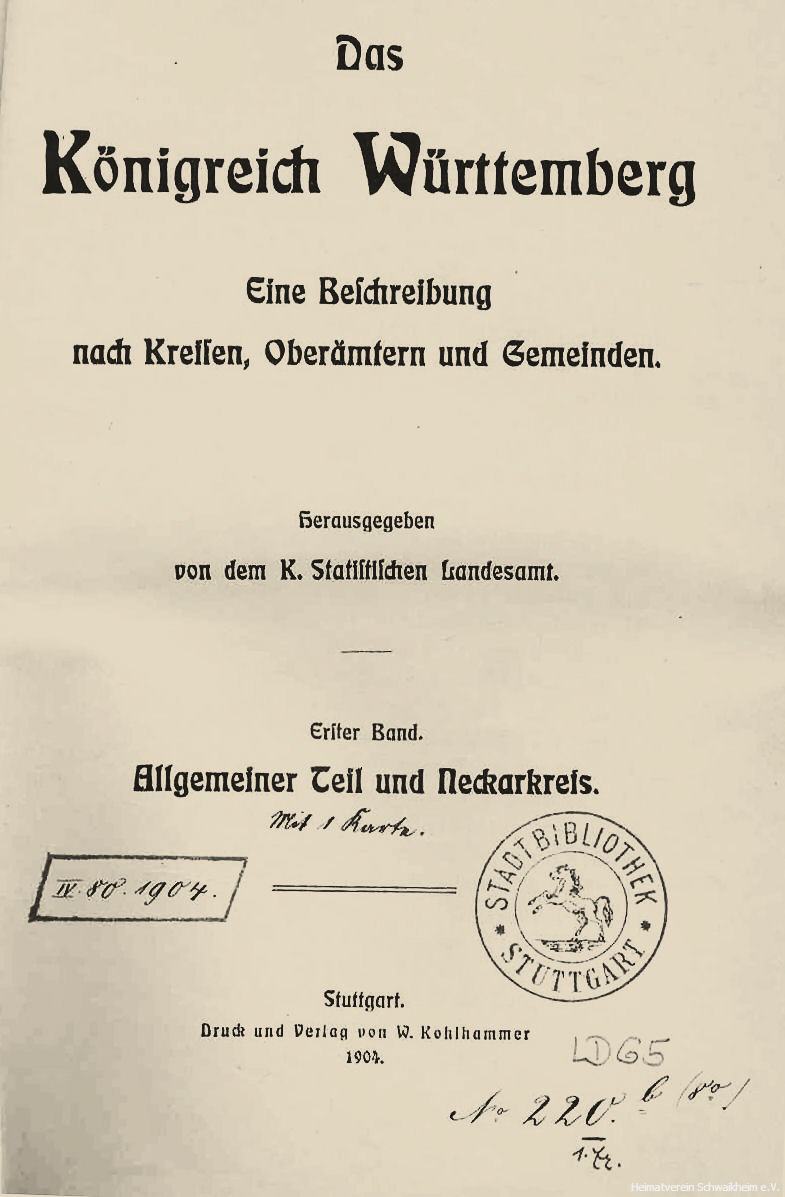 Das
Königreich Württemberg
Eine Beſchreibung
nach Kreiſen, Oberämtern und Gemeinden.
Herausgegeben
von dem K. Statiſtiſchen Landesamt.
Erſter Band.
Allgemeiner Teil und Neckarkreis.
Mit 1 Karte.
IV. 80. 1904.
STADTBIBLIOTHEK
* STUTTGART *
Stuttgart.
Druck und Verlag von W. Kohlhammer
1904.
LDG5
No 220. b (8o)
Heimatverein Schwaikheim e.V.